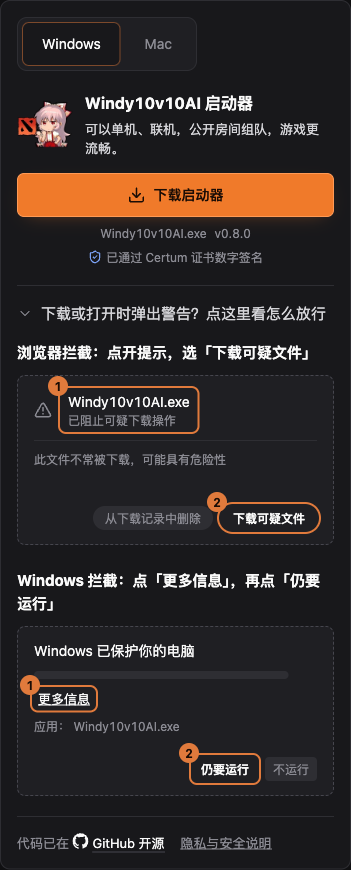 Windows
Mac
Windy10v10AI 启动器
可以单机、联机，公开房间组队，游戏更
流畅。
下载启动器
Windy10v10AI.exe v0.8.0
已通过 Certum 证书数字签名
下载或打开时弹出警告？点这里看怎么放行
浏览器拦截：点开提示，选「下载可疑文件」
1
Windy10v10AI.exe
已阻止可疑下载操作
此文件不常被下载，可能具有危险性
2
从下载记录中删除
下载可疑文件
Windows 拦截：点「更多信息」，再点「仍要
运行」
Windows 已保护你的电脑
1
更多信息
应用： Windy10v10AI.exe
2
仍要运行
不运行
代码已在 GitHub 开源 隐私与安全说明